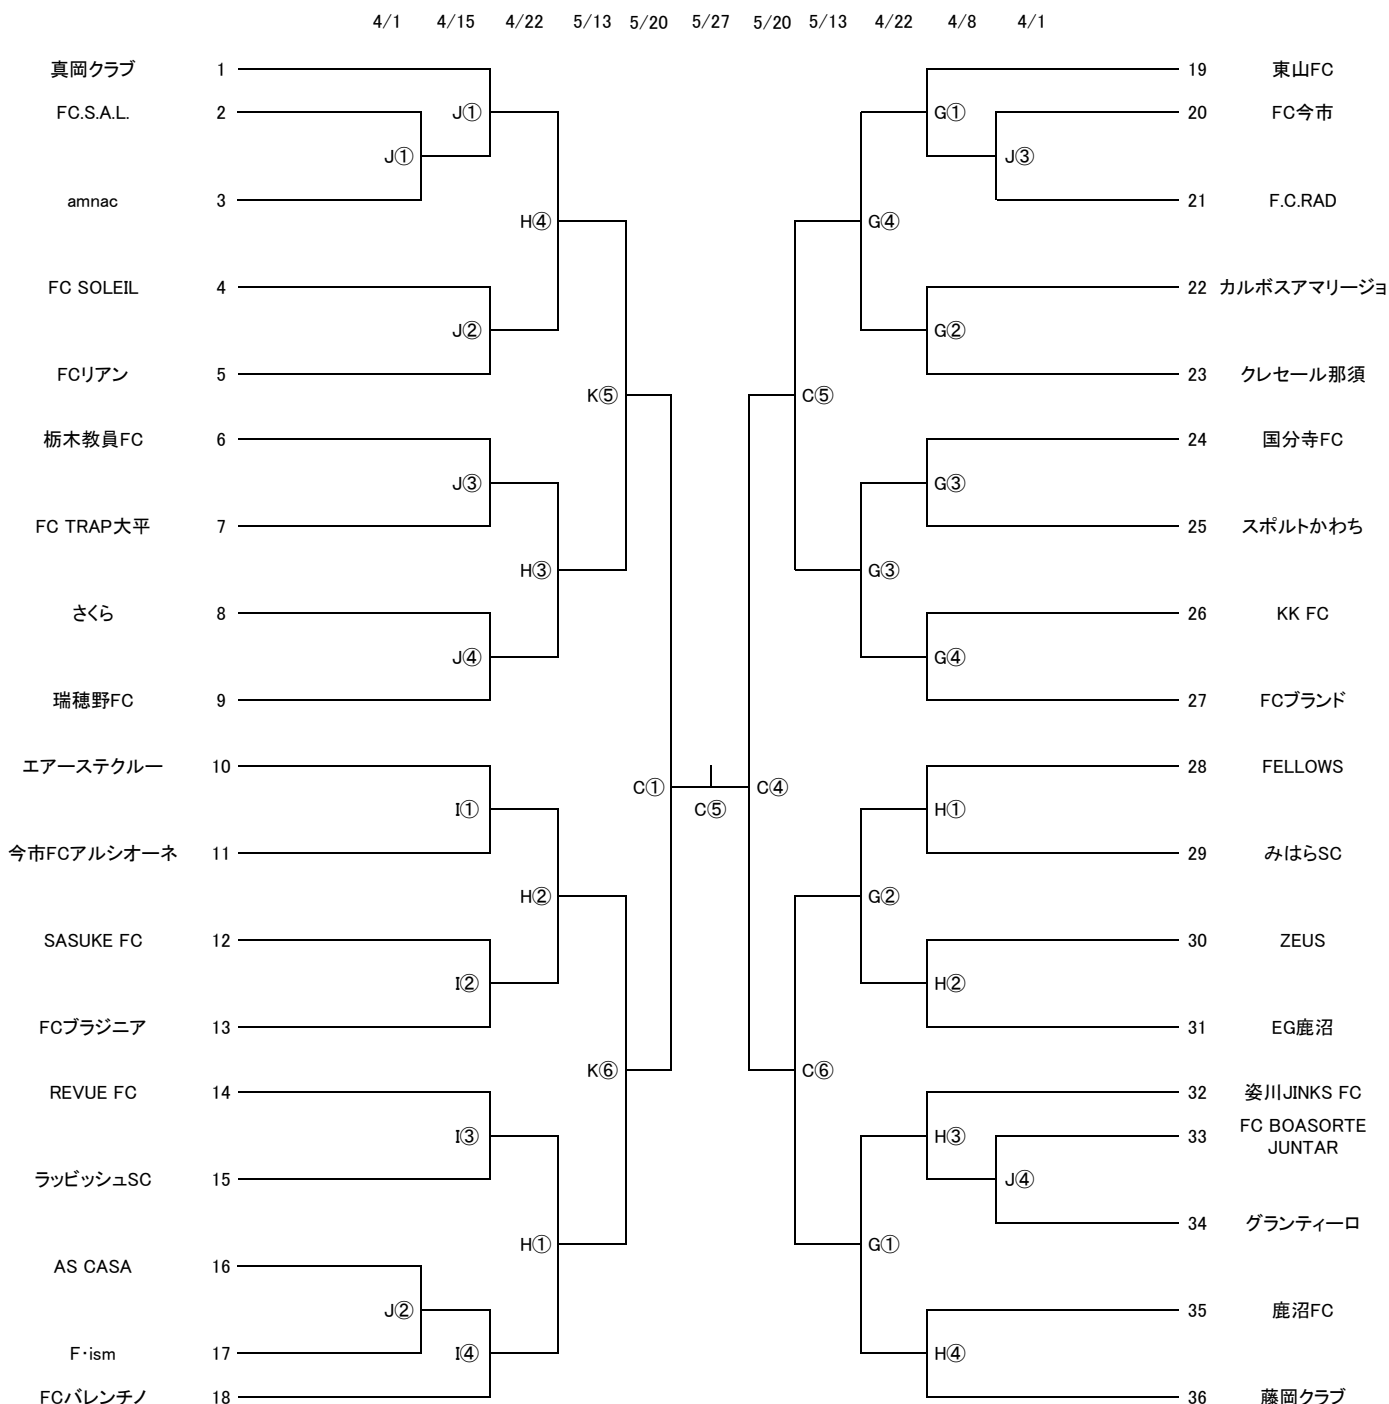 4/1 4/15 4/22 5/13 5/20 5/27 5/20 5/13 4/22 4/8 4/1
真岡クラブ 1 19 東山FC
FC.S.A.L. 2 J① G① 20 FC今市
J① J③
amnac 3 21 F.C.RAD
H④ G④
FC SOLEIL 4 22 カルボスアマリージョ
J② G②
FCリアン 5 23 クレセール那須
K⑤ C⑤
栃木教員FC 6 24 国分寺FC
J③ G③
FC TRAP大平 7 25 スポルトかわち
H③ G③
さくら 8 26 KK FC
J④ G④
瑞穂野FC 9 27 FCブランド
エアーステクルー 10 28 FELLOWS
C① C④
I① C⑤ H①
今市FCアルシオーネ 11 29 みはらSC
H② G②
SASUKE FC 12 30 ZEUS
I② H②
FCブラジニア 13 31 EG鹿沼
K⑥ C⑥
REVUE FC 14 32 姿川JINKS FC
I③ H③ 33 FC BOASORTE
JUNTAR
ラッビッシュSC 15 J④
34 グランティーロ
H① G①
AS CASA 16
J② 35 鹿沼FC
F・ism 17 I④ H④
FCバレンチノ 18 36 藤岡クラブ